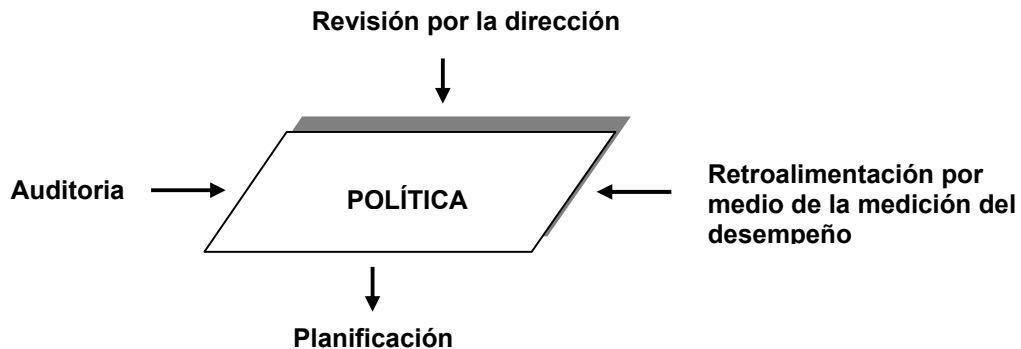 Revisión por la dirección
Auditoria
POLÍTICA
Retroalimentación por
medio de la medición del
desempeño
Planificación